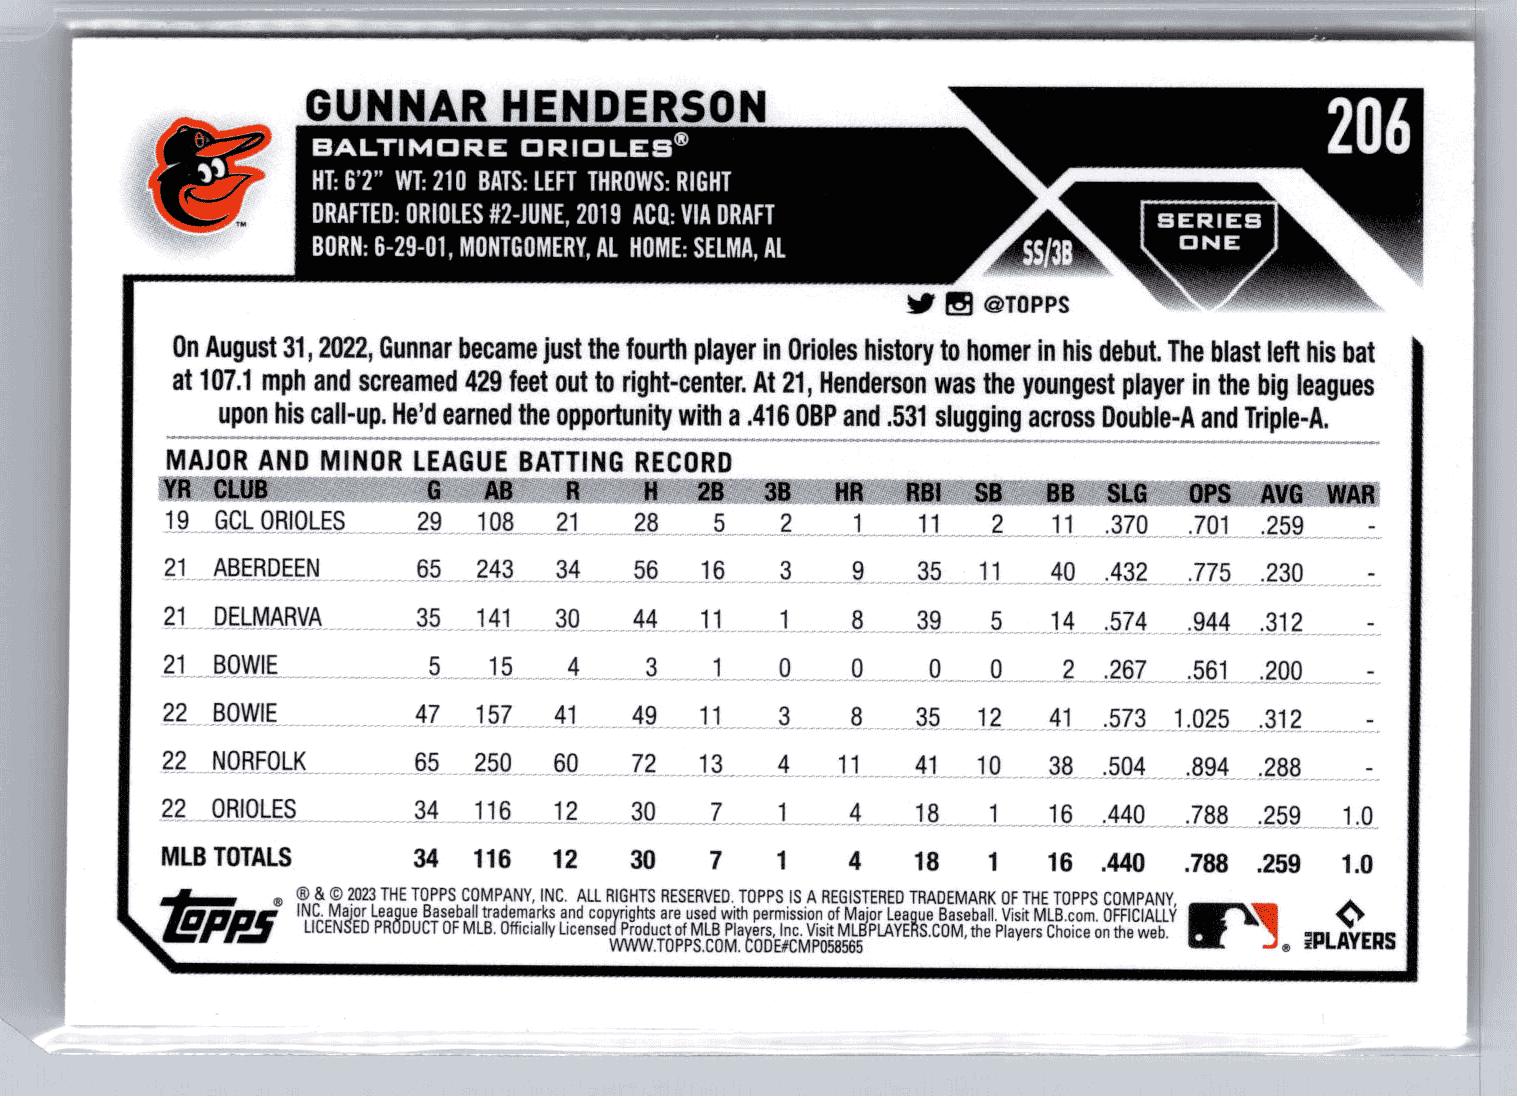 GUNNAR HENDERSON
206
BALTIMORE ORIOLES®
HT: 6'2" WT: 210 BATS: LEFT THROWS: RIGHT
DRAFTED: ORIOLES #2-JUNE, 2019 ACQ: VIA DRAFT
BORN: 6-29-01, MONTGOMERY, AL HOME: SELMA, AL
™
SS/3B
SERIES
ONE
@TOPPS
On August 31, 2022, Gunnar became just the fourth player in Orioles history to homer in his debut. The blast left his bat
at 107.1 mph and screamed 429 feet out to right-center. At 21, Henderson was the youngest player in the big leagues
upon his call-up. He'd earned the opportunity with a .416 OBP and .531 slugging across Double-A and Triple-A.
MAJOR AND MINOR LEAGUE BATTING RECORD
YR CLUB G AB R H 2B 3B HR RBI SB BB SLG OPS AVG WAR
19 GCL ORIOLES 29 108 21 28 5 2 1 11 2 11 .370 .701 .259 -
21 ABERDEEN 65 243 34 56 16 3 9 35 11 40 .432 .775 .230 -
21 DELMARVA 35 141 30 44 11 1 8 39 5 14 .574 .944 .312 -
21 BOWIE 5 15 4 3 1 0 0 0 0 2 .267 .561 .200 -
22 BOWIE 47 157 41 49 11 3 8 35 12 41 .573 1.025 .312 -
22 NORFOLK 65 250 60 72 13 4 11 41 10 38 .504 .894 .288 -
22 ORIOLES 34 116 12 30 7 1 4 18 1 16 .440 .788 .259 1.0
MLB TOTALS 34 116 12 30 7 1 4 18 1 16 .440 .788 .259 1.0
topps®
® & © 2023 THE TOPPS COMPANY, INC. ALL RIGHTS RESERVED. TOPPS IS A REGISTERED TRADEMARK OF THE TOPPS COMPANY,
INC. Major League Baseball trademarks and copyrights are used with permission of Major League Baseball. Visit MLB.com. OFFICIALLY
LICENSED PRODUCT OF MLB. Officially Licensed Product of MLB Players, Inc. Visit MLBPLAYERS.COM, the Players Choice on the web.
WWW.TOPPS.COM. CODE#CMP058565
®
MLB PLAYERS